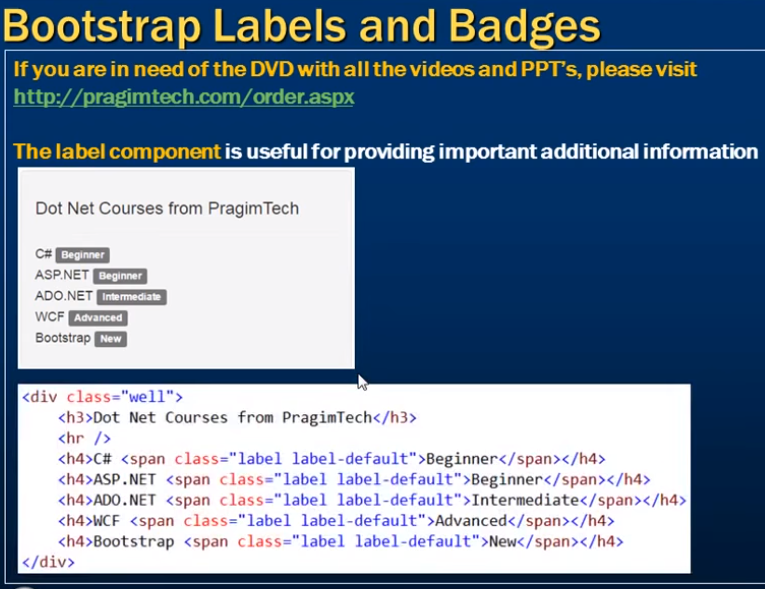 Bootstrap Labels and Badges
If you are in need of the DVD with all the videos and PPT's, please visit
http://pragimtech.com/order.aspx
The label component is useful for providing important additional information
Dot Net Courses from PragimTech
C# Beginner
ASP.NET Beginner
ADO.NET Intermediate
WCF Advanced
Bootstrap New
<div class="well">
<h3>Dot Net Courses from PragimTech</h3>
<hr />
<h4>C# <span class="label label-default">Beginner</span></h4>
<h4>ASP.NET <span class="label label-default">Beginner</span></h4>
<h4>ADO.NET <span class="label label-default">Intermediate</span></h4>
<h4>WCF <span class="label label-default">Advanced</span></h4>
<h4>Bootstrap <span class="label label-default">New</span></h4>
</div>